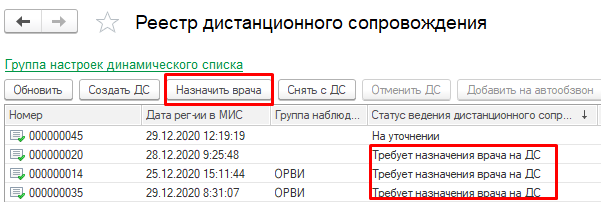 Реестр дистанционного сопровождения
Группа настроек динамического списка
Обновить Создать ДС Назначить врача Снять с ДС Отменить ДС Добавить на автообзвон
Номер Дата рег-ии в МИС Группа наблюд... Статус ведения дистанционного сопр... ↓
000000045 29.12.2020 12:19:19 На уточнении
000000020 28.12.2020 9:25:48 Требует назначения врача на ДС
000000014 25.12.2020 15:11:44 ОРВИ Требует назначения врача на ДС
000000035 29.12.2020 8:31:07 ОРВИ Требует назначения врача на ДС